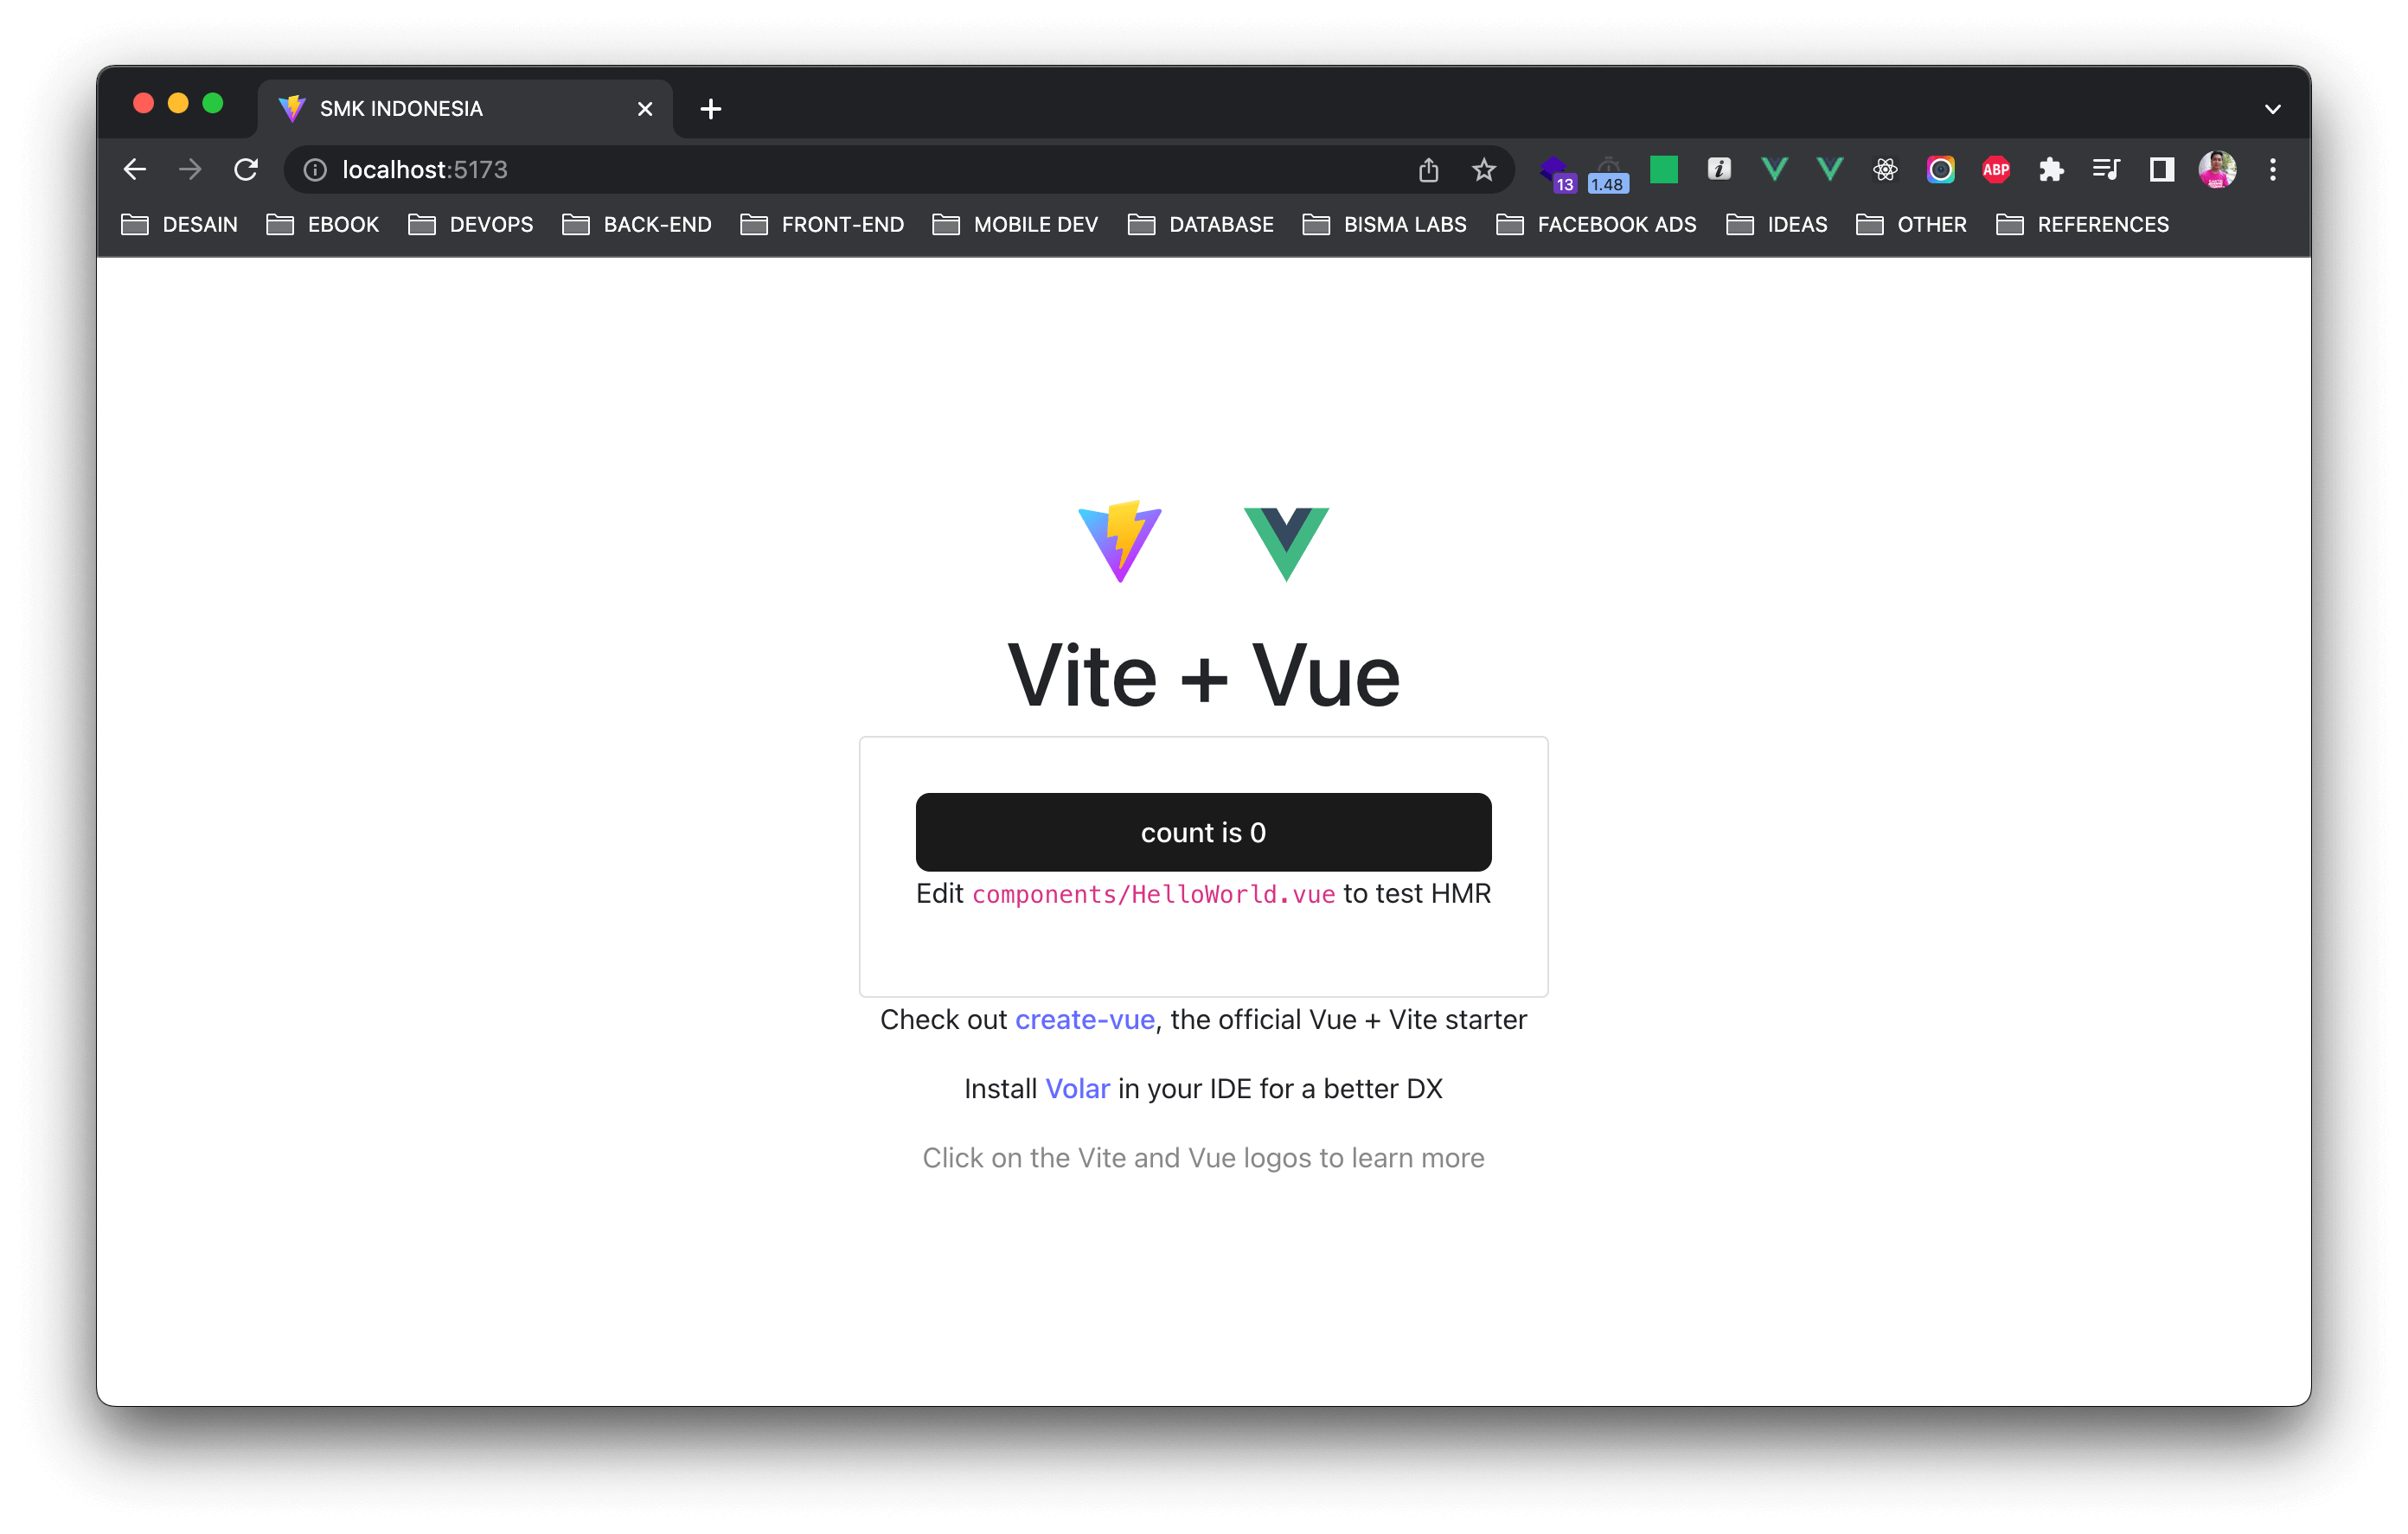 SMK INDONESIA
localhost:5173
13
1.48
i
ABP
DESAIN EBOOK DEVOPS BACK-END FRONT-END MOBILE DEV DATABASE BISMA LABS FACEBOOK ADS IDEAS OTHER REFERENCES
Vite + Vue
count is 0
Edit components/HelloWorld.vue to test HMR
Check out create-vue, the official Vue + Vite starter
Install Volar in your IDE for a better DX
Click on the Vite and Vue logos to learn more